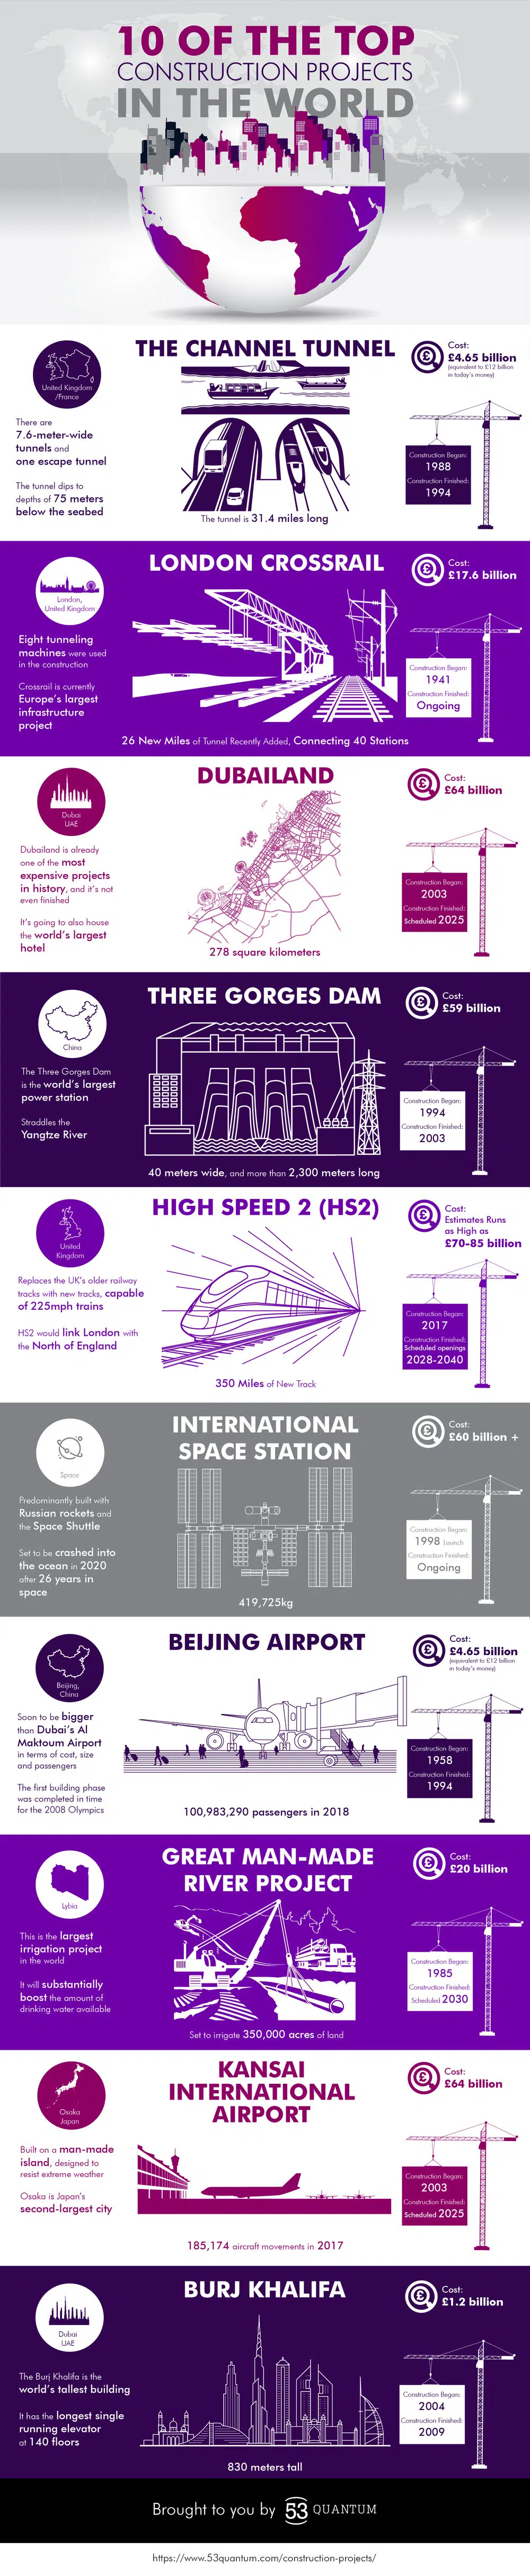 10 OF THE TOP
CONSTRUCTION PROJECTS
IN THE WORLD
THE CHANNEL TUNNEL
United Kingdom
/France
There are
7.6-meter-wide
tunnels and
one escape tunnel
The tunnel dips to
depths of 75 meters
below the seabed
The tunnel is 31.4 miles long
Cost:
£4.65 billion
(equivalent to £12 billion
in today's money)
Construction Began:
1988
Construction Finished:
1994
LONDON CROSSRAIL
London,
United Kingdom
Eight tunneling
machines were used
in the construction
Crossrail is currently
Europe's largest
infrastructure
project
26 New Miles of Tunnel Recently Added, Connecting 40 Stations
Cost:
£17.6 billion
Construction Began:
1941
Construction Finished:
Ongoing
DUBAILAND
Dubai
UAE
Dubailand is already
one of the most
expensive projects
in history, and it's not
even finished
It's going to also house
the world's largest
hotel
278 square kilometers
Cost:
£64 billion
Construction Began:
2003
Construction Finished:
Scheduled 2025
THREE GORGES DAM
China
The Three Gorges Dam
is the world's largest
power station
Straddles the
Yangtze River
40 meters wide, and more than 2,300 meters long
Cost:
£59 billion
Construction Began:
1994
Construction Finished:
2003
HIGH SPEED 2 (HS2)
United
Kingdom
Replaces the UK's older railway
tracks with new tracks, capable
of 225mph trains
HS2 would link London with
the North of England
350 Miles of New Track
Cost:
Estimates Runs
as High as
£70-85 billion
Construction Began:
2017
Construction Finished:
Scheduled openings
2028-2040
INTERNATIONAL
SPACE STATION
Space
Predominantly built with
Russian rockets and
the Space Shuttle
Set to be crashed into
the ocean in 2020
after 26 years in
space
419,725kg
Cost:
£60 billion +
Construction Began:
1998 Launch
Construction Finished:
Ongoing
BEIJING AIRPORT
Beijing,
China
Soon to be bigger
than Dubai's Al
Maktoum Airport
in terms of cost, size
and passengers
The first building phase
was completed in time
for the 2008 Olympics
100,983,290 passengers in 2018
Cost:
£4.65 billion
(equivalent to £12 billion
in today's money)
Construction Began:
1958
Construction Finished:
1994
GREAT MAN-MADE
RIVER PROJECT
Lybia
This is the largest
irrigation project
in the world
It will substantially
boost the amount of
drinking water available
Set to irrigate 350,000 acres of land
Cost:
£20 billion
Construction Began:
1985
Construction Finished:
Scheduled 2030
KANSAI
INTERNATIONAL
AIRPORT
Osaka
Japan
Built on a man-made
island, designed to
resist extreme weather
Osaka is Japan's
second-largest city
185,174 aircraft movements in 2017
Cost:
£64 billion
Construction Began:
2003
Construction Finished:
Scheduled 2025
BURJ KHALIFA
Dubai
UAE
The Burj Khalifa is the
world's tallest building
It has the longest single
running elevator
at 140 floors
830 meters tall
Cost:
£1.2 billion
Construction Began:
2004
Construction Finished:
2009
Brought to you by 53 QUANTUM
https://www.53quantum.com/construction-projects/